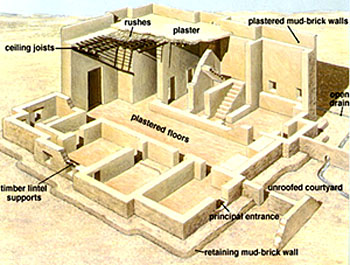 rushes
plaster
plastered mud-brick walls
ceiling joists
open
drain
plastered floors
timber lintel
supports
unroofed courtyard
principal entrance
retaining mud-brick wall